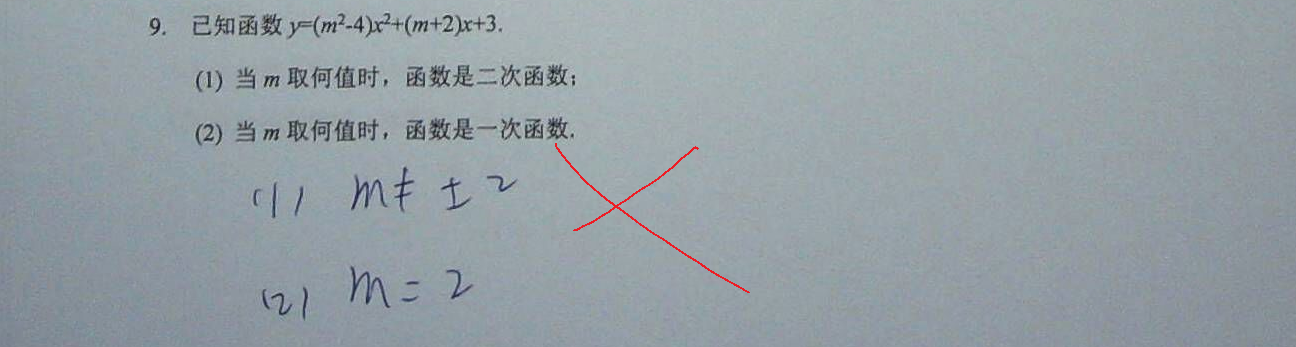 9. 已知函数 y=(m²-4)x²+(m+2)x+3.
(1) 当 m 取何值时，函数是二次函数；
(2) 当 m 取何值时，函数是一次函数.
(1) m≠±2
(2) m=2